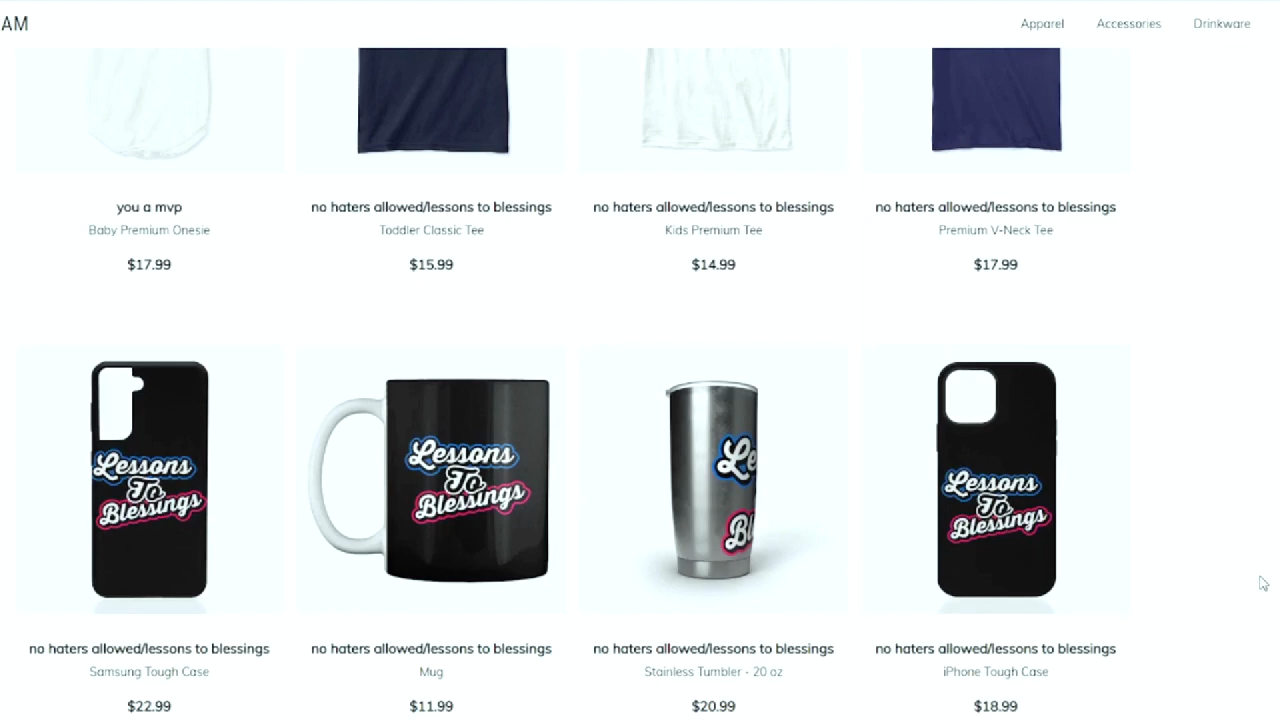 AM
Apparel
Accessories
Drinkware
you a mvp
Baby Premium Onesie
$17.99
no haters allowed/lessons to blessings
Toddler Classic Tee
$15.99
no haters allowed/lessons to blessings
Kids Premium Tee
$14.99
no haters allowed/lessons to blessings
Premium V-Neck Tee
$17.99
Lessons
To
Blessings
Lessons
To
Blessings
Le
Bl
Lessons
To
Blessings
no haters allowed/lessons to blessings
Samsung Tough Case
$22.99
no haters allowed/lessons to blessings
Mug
$11.99
no haters allowed/lessons to blessings
Stainless Tumbler - 20 oz
$20.99
no haters allowed/lessons to blessings
iPhone Tough Case
$18.99